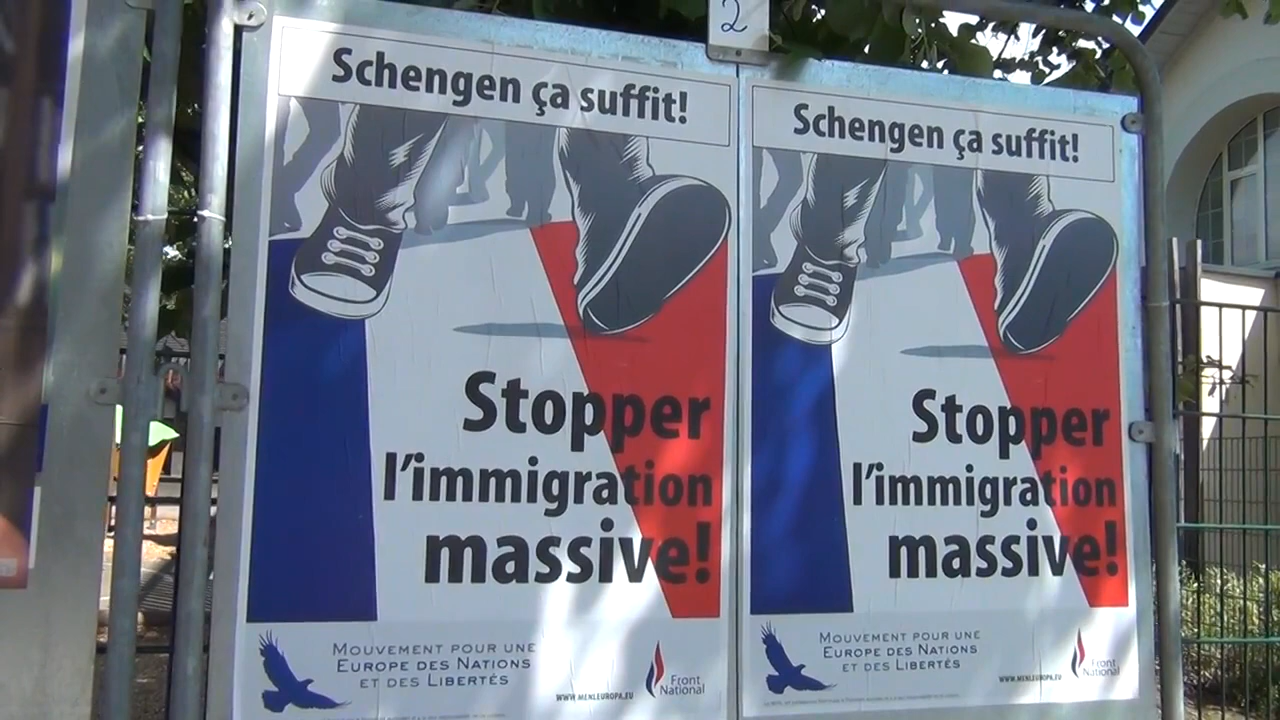 2
Schengen ça suffit!
Stopper
l'immigration
massive!
MOUVEMENT POUR UNE
EUROPE DES NATIONS
ET DES LIBERTÉS
WWW.MENLEUROPA.EU
Front
National
Schengen ça suffit!
Stopper
l'immigration
massive!
MOUVEMENT POUR UNE
EUROPE DES NATIONS
ET DES LIBERTÉS
WWW.MENLEUROPA.EU
Front
National